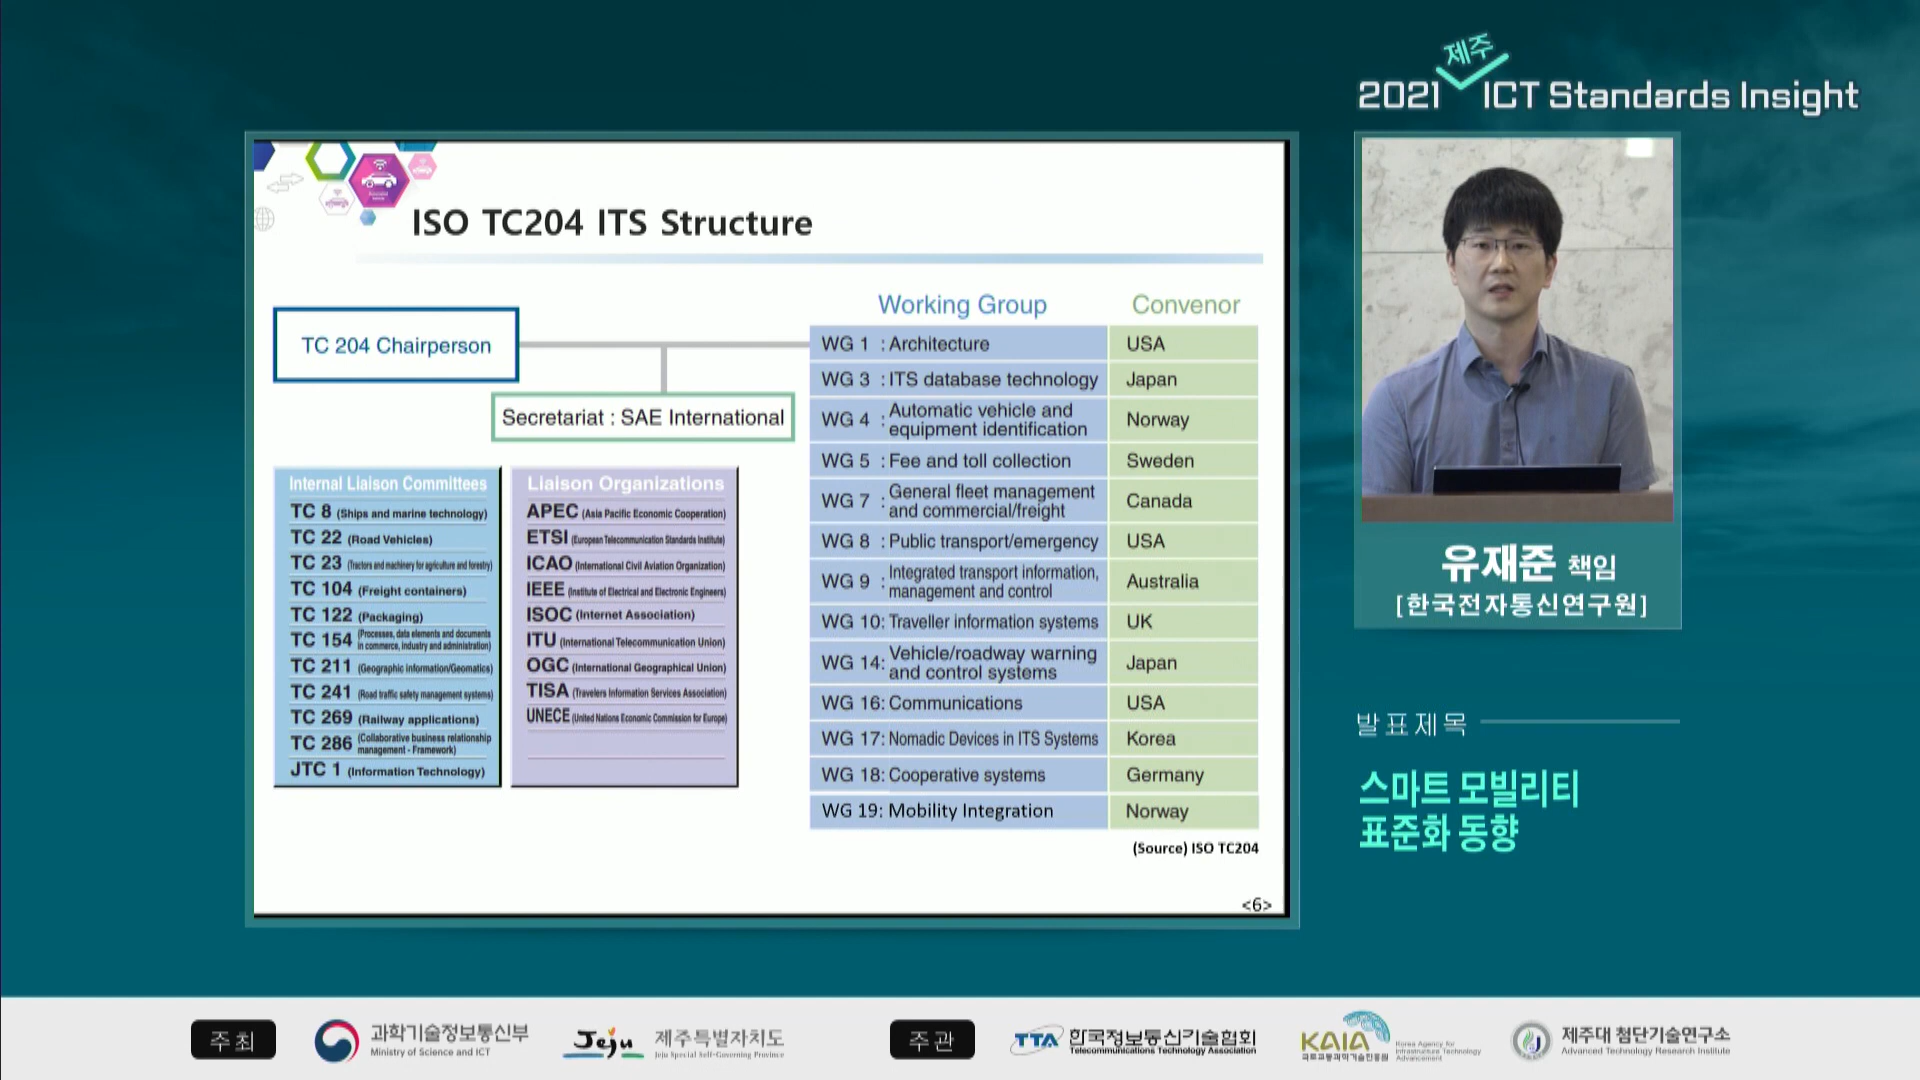 제주
2021 ICT Standards Insight
ISO TC204 ITS Structure
TC 204 Chairperson
Secretariat : SAE International
Internal Liaison Committees
TC 8 (Ships and marine technology)
TC 22 (Road Vehicles)
TC 23 (Tractors and machinery for agriculture and forestry)
TC 104 (Freight containers)
TC 122 (Packaging)
TC 154 (Processes, data elements and documents
in commerce, industry and administration)
TC 211 (Geographic information/Geomatics)
TC 241 (Road traffic safety management systems)
TC 269 (Railway applications)
TC 286 (Collaborative business relationship
management - Framework)
JTC 1 (Information Technology)
Liaison Organizations
APEC (Asia Pacific Economic Cooperation)
ETSI (European Telecommunication Standards Institute)
ICAO (International Civil Aviation Organization)
IEEE (Institute of Electrical and Electronic Engineers)
ISOC (Internet Association)
ITU (International Telecommunication Union)
OGC (International Geographical Union)
TISA (Travelers Information Services Association)
UNECE (United Nations Economic Commission for Europe)
Working Group Convenor
WG 1 : Architecture USA
WG 3 : ITS database technology Japan
WG 4 : Automatic vehicle and
equipment identification Norway
WG 5 : Fee and toll collection Sweden
WG 7 : General fleet management
and commercial/freight Canada
WG 8 : Public transport/emergency USA
WG 9 : Integrated transport information,
management and control Australia
WG 10: Traveller information systems UK
WG 14: Vehicle/roadway warning
and control systems Japan
WG 16: Communications USA
WG 17: Nomadic Devices in ITS Systems Korea
WG 18: Cooperative systems Germany
WG 19: Mobility Integration Norway
(Source) ISO TC204
<6>
유재준 책임
[한국전자통신연구원]
발표제목
스마트 모빌리티
표준화 동향
주최
과학기술정보통신부
Ministry of Science and ICT
Jeju 제주특별자치도
Jeju Special Self-Governing Province
주관
TTA 한국정보통신기술협회
Telecommunications Technology Association
KAIA
국토교통과학기술진흥원
Korea Agency for
Infrastructure Technology
Advancement
제주대 첨단기술연구소
Advanced Technology Research Institute